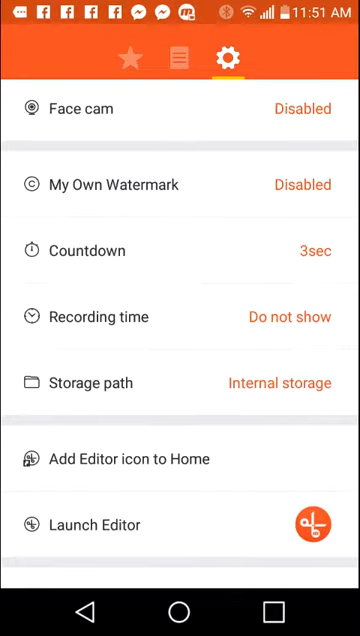 11:51 AM
Face cam Disabled
My Own Watermark Disabled
Countdown 3sec
Recording time Do not show
Storage path Internal storage
Add Editor icon to Home
Launch Editor